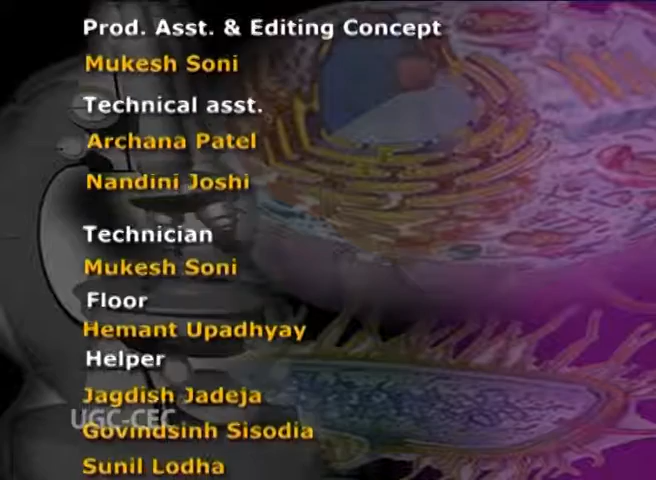 Prod. Asst. & Editing Concept
Mukesh Soni
Technical asst.
Archana Patel
Nandini Joshi
Technician
Mukesh Soni
Floor
Hemant Upadhyay
Helper
Jagdish Jadeja
UGC-CEC
Govindsinh Sisodia
Sunil Lodha